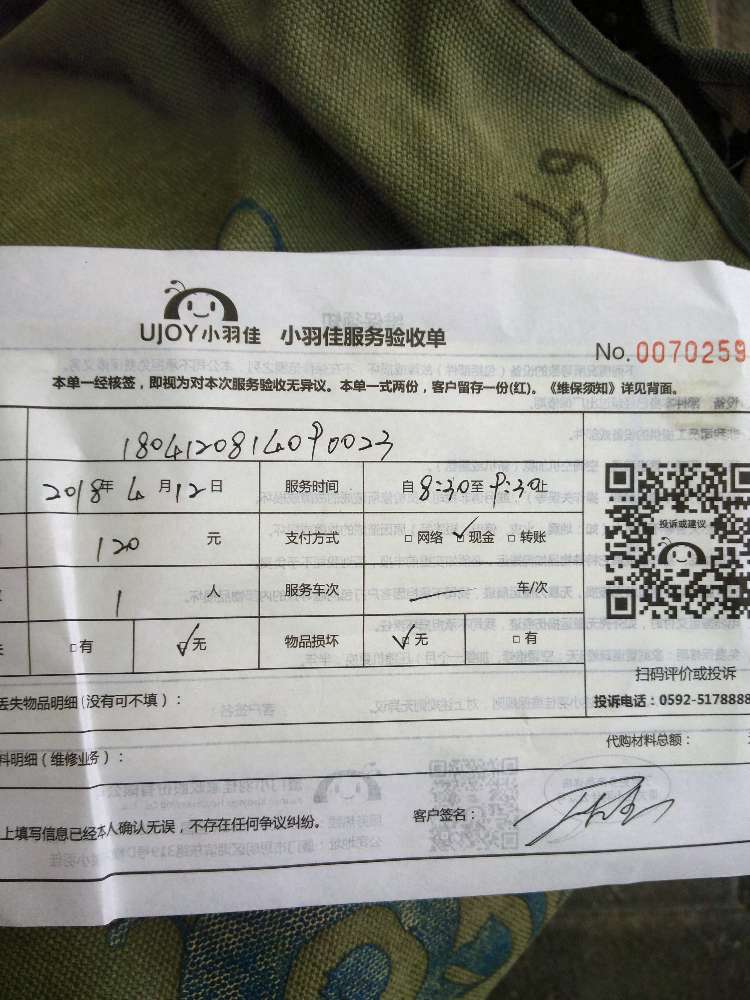 UJOY小羽佳 小羽佳服务验收单
No.0070259
本单一经核签，即视为对本次服务验收无异议。本单一式两份，客户留存一份(红)。《维保须知》详见背面。
18041208140P0023
2018年 4月12日 服务时间 自8:30至9:30止
120 元 支付方式 □网络 ☑现金 □转账
投诉或建议
1 人 服务车次 车/次
□有 ☑无 物品损坏 ☑无 □有
扫码评价或投诉
丢失物品明细(没有可不填)：
投诉电话：0592-5178888
料明细(维修业务)：
代购材料总额：
上填写信息已经本人确认无误，不存在任何争议纠纷。
客户签名：